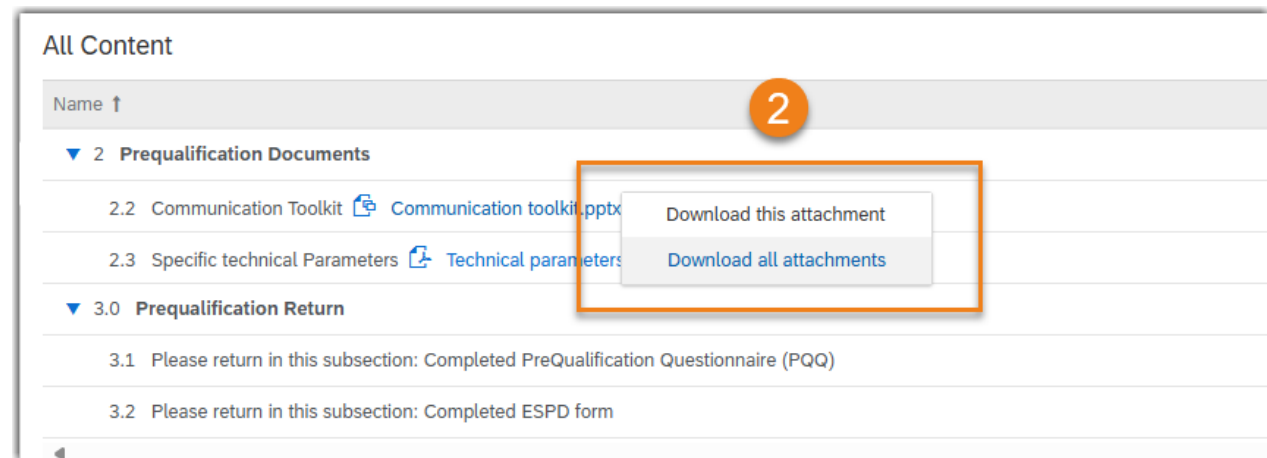 All Content
Name ↑
2
▼ 2 Prequalification Documents
2.2 Communication Toolkit Communication toolkit.pptx
Download this attachment
2.3 Specific technical Parameters Technical parameters
Download all attachments
▼ 3.0 Prequalification Return
3.1 Please return in this subsection: Completed PreQualification Questionnaire (PQQ)
3.2 Please return in this subsection: Completed ESPD form